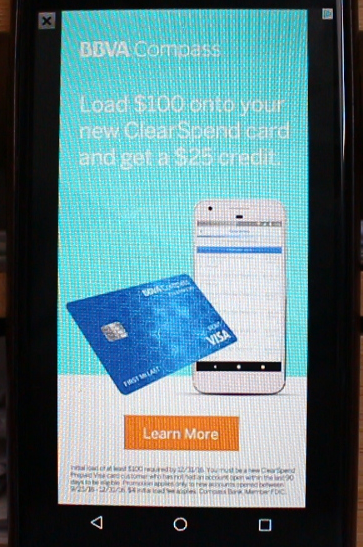 BBVA Compass
Load $100 onto your
new ClearSpend card
and get a $25 credit.
BBVA Compass
DEBIT
VISA
FIRST MI LAST
Learn More
Initial load of at least $100 required by 12/31/16. You must be a new ClearSpend
Prepaid Visa card customer who has not had an account open within the last 90
days to be eligible. Promotion applies only to new accounts opened between
9/23/16 - 12/31/16. $4 initial load fee applies. Compass Bank, Member FDIC.